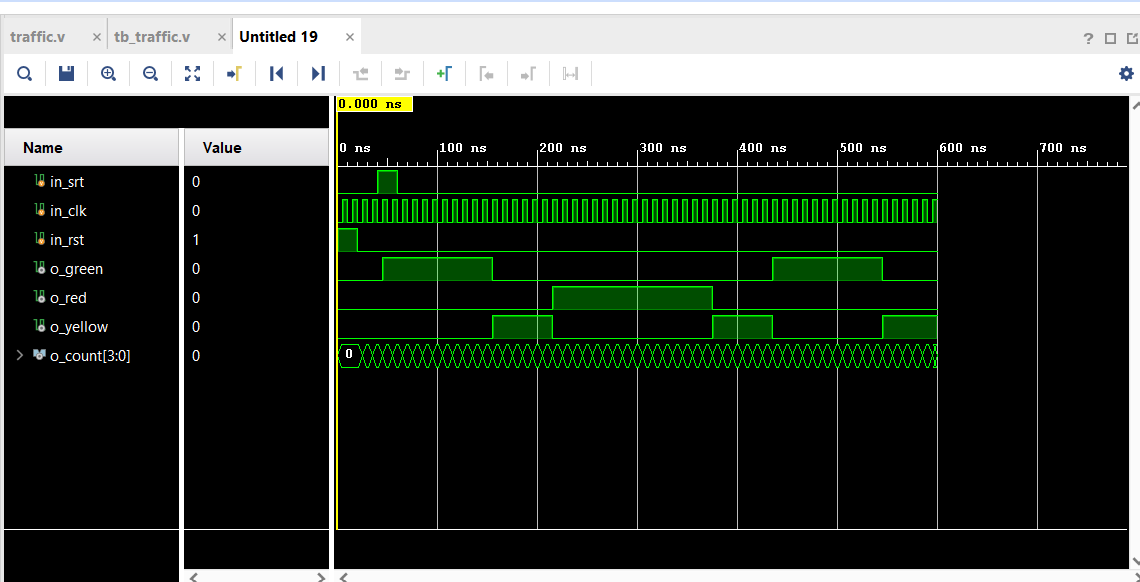 traffic.v × tb_traffic.v × Untitled 19 ×
?
0.000 ns
Name Value
0 ns 100 ns 200 ns 300 ns 400 ns 500 ns 600 ns 700 ns
in_srt 0
in_clk 0
in_rst 1
o_green 0
o_red 0
o_yellow 0
o_count[3:0] 0 0